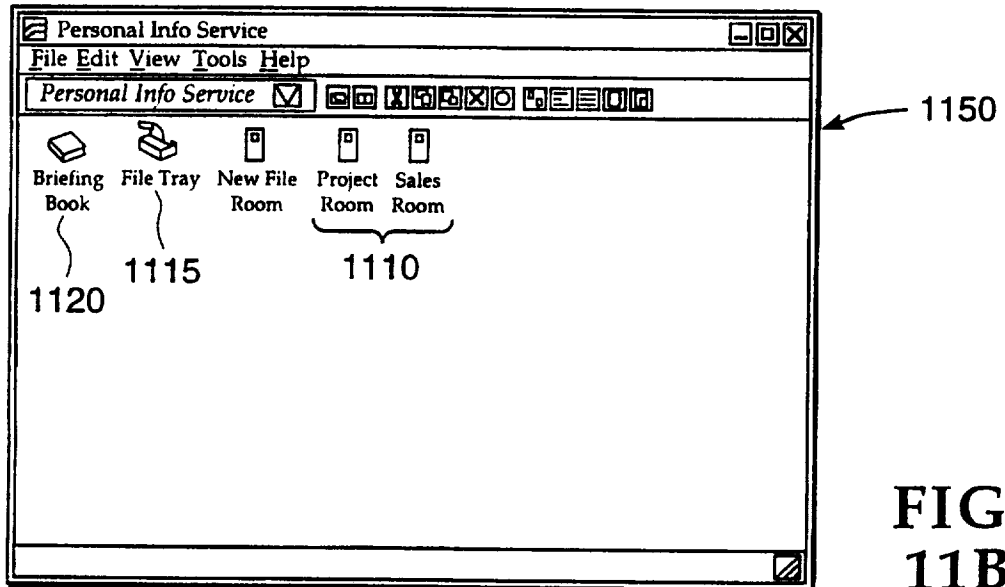 Personal Info Service
File Edit View Tools Help
Personal Info Service
1150
Briefing Book
File Tray
New File Room
Project Room
Sales Room
1120
1115
1110
FIG
11B